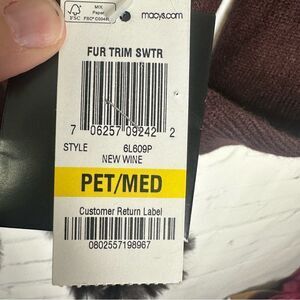 FSC
MIX
Paper
macys.com
FUR TRIM SWTR
7 06257 09242 2
STYLE 6L609P
NEW WINE
PET/MED
Customer Return Label
0802557198967